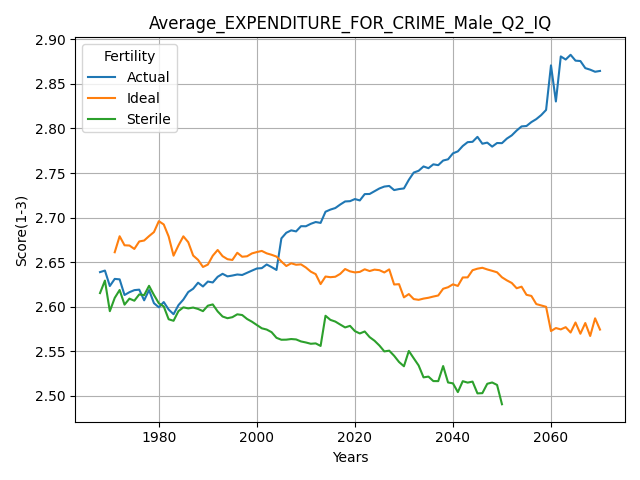 Average_EXPENDITURE_FOR_CRIME_Male_Q2_IQ
Fertility
Actual
Ideal
Sterile
Score(1-3)
2.90
2.85
2.80
2.75
2.70
2.65
2.60
2.55
2.50
1980 2000 2020 2040 2060
Years